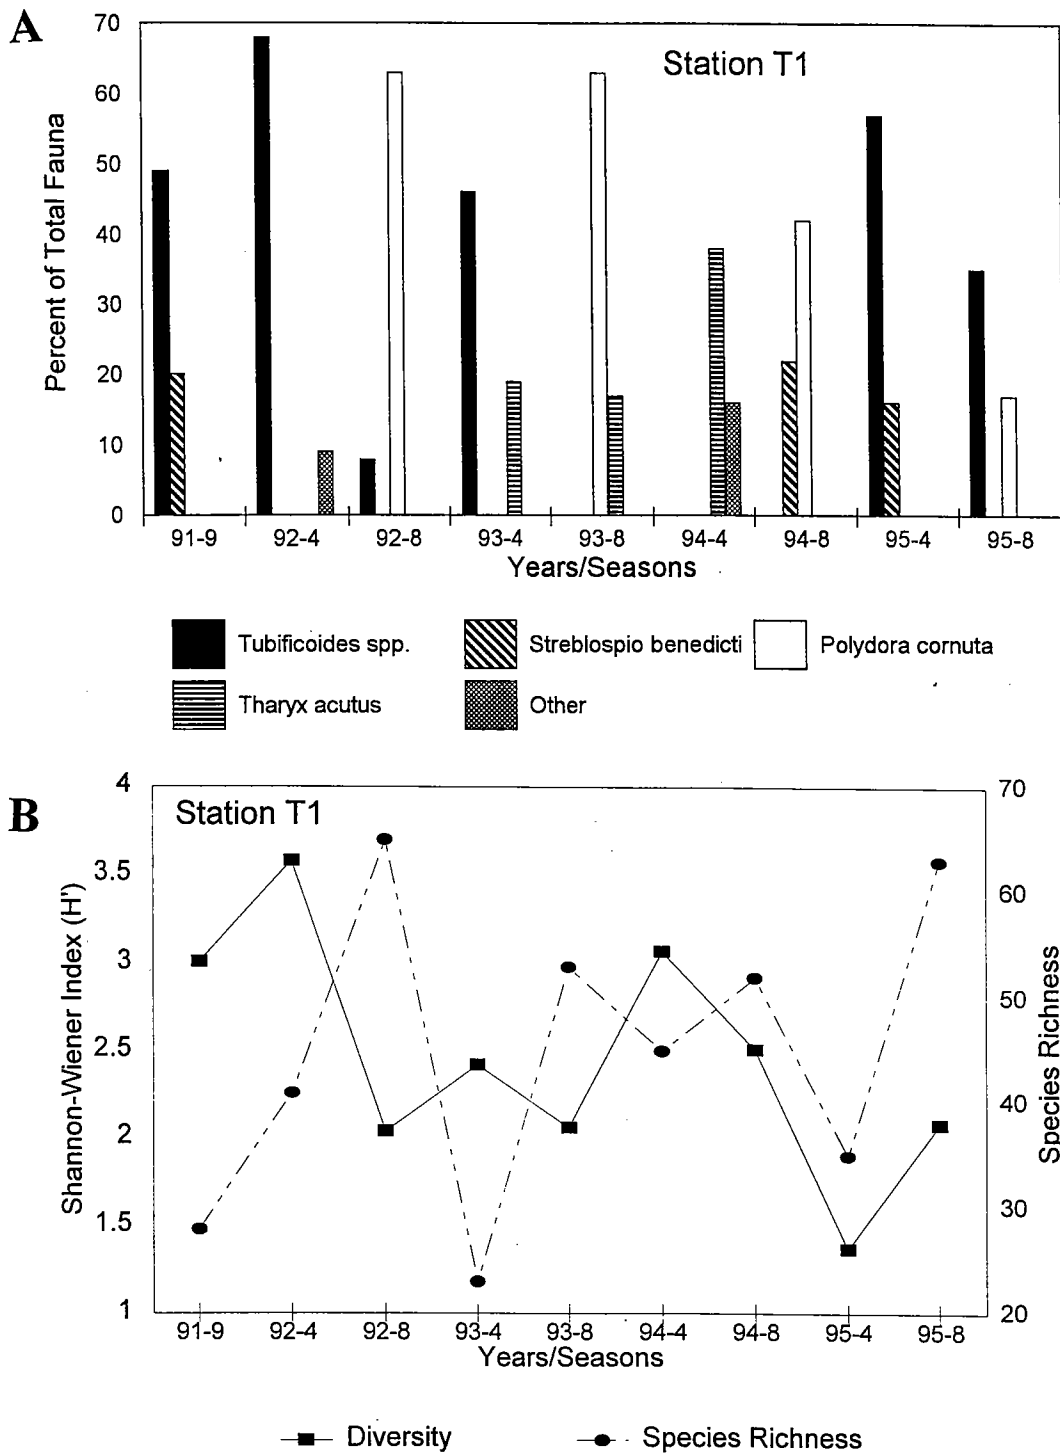 A
Station T1
Percent of Total Fauna
70
60
50
40
30
20
10
0
91-9 92-4 92-8 93-4 93-8 94-4 94-8 95-4 95-8
Years/Seasons
Tubificoides spp. Streblospio benedicti Polydora cornuta
Tharyx acutus Other
B
Station T1
Shannon-Wiener Index (H')
4
3.5
3
2.5
2
1.5
1
Species Richness
70
60
50
40
30
20
91-9 92-4 92-8 93-4 93-8 94-4 94-8 95-4 95-8
Years/Seasons
Diversity Species Richness